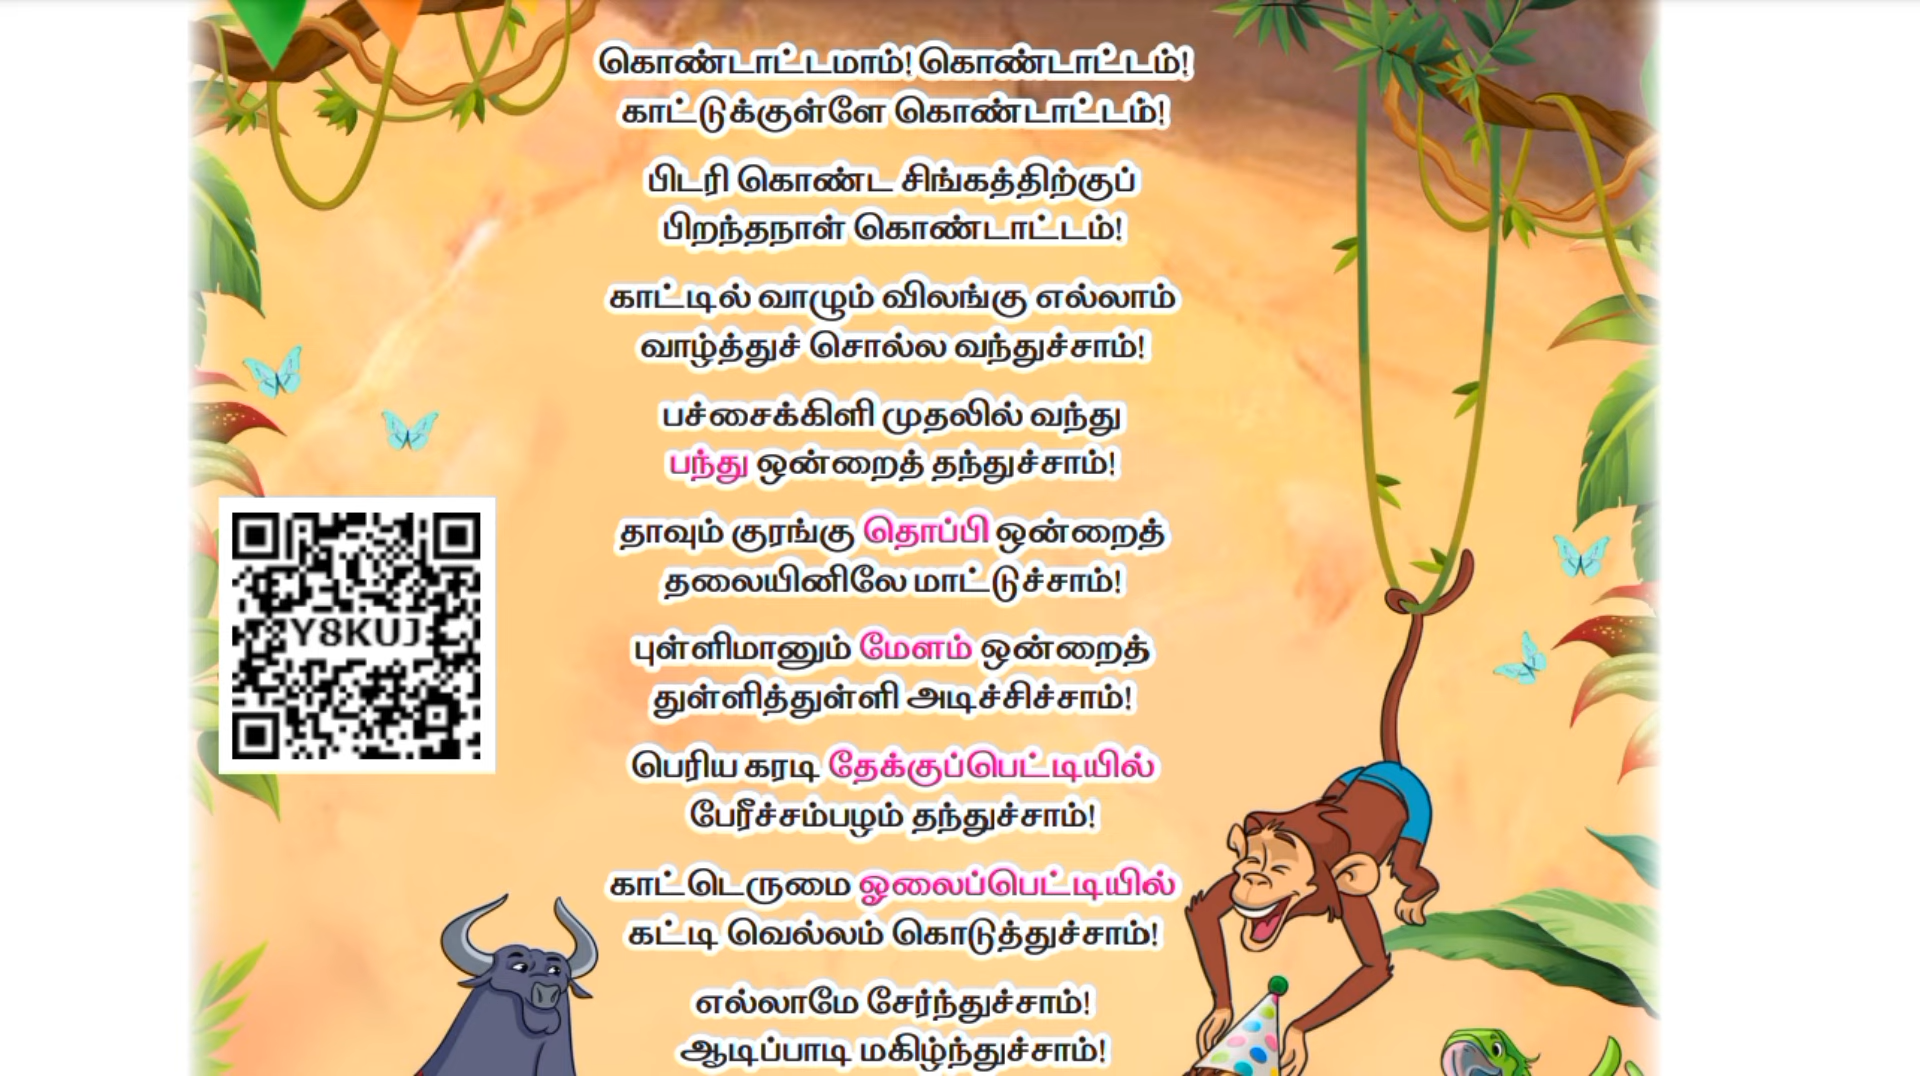 கொண்டாட்டமாம்! கொண்டாட்டம்!
காட்டுக்குள்ளே கொண்டாட்டம்!
பிடரி கொண்ட சிங்கத்திற்குப்
பிறந்தநாள் கொண்டாட்டம்!
காட்டில் வாழும் விலங்கு எல்லாம்
வாழ்த்துச் சொல்ல வந்துச்சாம்!
பச்சைக்கிளி முதலில் வந்து
பந்து ஒன்றைத் தந்துச்சாம்!
தாவும் குரங்கு தொப்பி ஒன்றைத்
தலையினிலே மாட்டுச்சாம்!
புள்ளிமானும் மேளம் ஒன்றைத்
துள்ளித்துள்ளி அடிச்சிச்சாம்!
பெரிய கரடி தேக்குப்பெட்டியில்
பேரீச்சம்பழம் தந்துச்சாம்!
காட்டெருமை ஓலைப்பெட்டியில்
கட்டி வெல்லம் கொடுத்துச்சாம்!
எல்லாமே சேர்ந்துச்சாம்!
ஆடிப்பாடி மகிழ்ந்துச்சாம்!
Y8KUJ